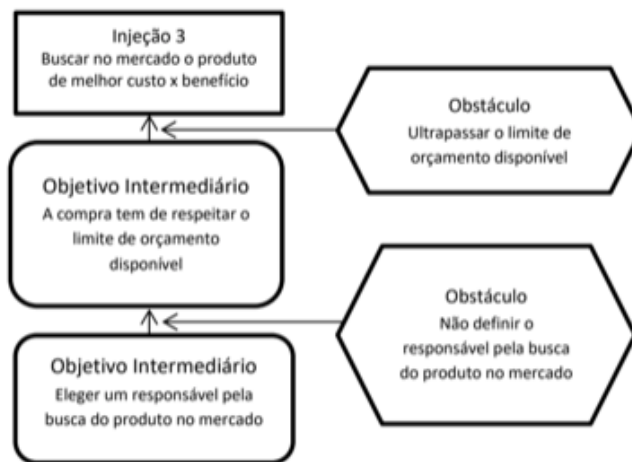 Injeção 3
Buscar no mercado o produto
de melhor custo x benefício
Obstáculo
Ultrapassar o limite de
orçamento disponível
Objetivo Intermediário
A compra tem de respeitar o
limite de orçamento
disponível
Obstáculo
Não definir o
responsável pela busca
do produto no mercado
Objetivo Intermediário
Eleger um responsável pela
busca do produto no mercado